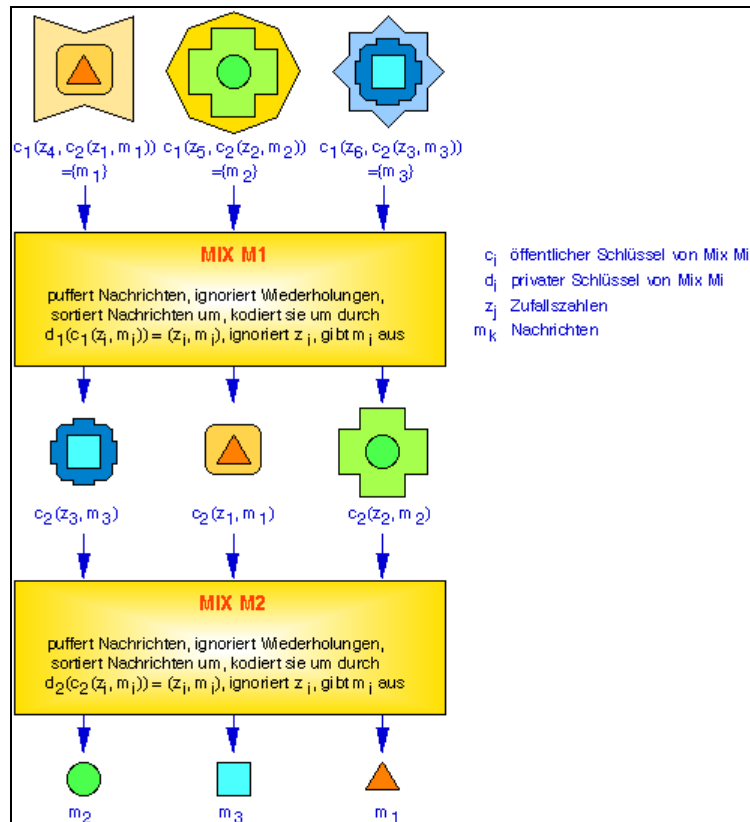 c1(z4, c2(z1, m1)) c1(z5, c2(z2, m2)) c1(z6, c2(z3, m3))
={m1} ={m2} ={m3}
MIX M1
puffert Nachrichten, ignoriert Wiederholungen,
sortiert Nachrichten um, kodiert sie um durch
d1(c1(zi, mi)) = (zi, mi), ignoriert zi, gibt mi aus
ci öffentlicher Schlüssel von Mix Mi
di privater Schlüssel von Mix Mi
zj Zufallszahlen
mk Nachrichten
c2(z3, m3) c2(z1, m1) c2(z2, m2)
MIX M2
puffert Nachrichten, ignoriert Wiederholungen,
sortiert Nachrichten um, kodiert sie um durch
d2(c2(zi, mi)) = (zi, mi), ignoriert zi, gibt mi aus
m2 m3 m1